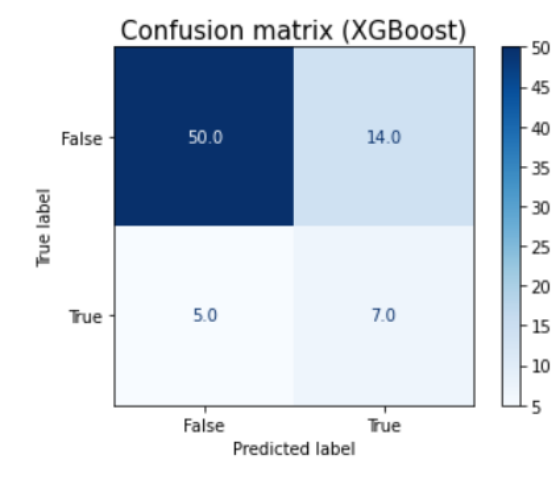 Confusion matrix (XGBoost)
50
45
40
35
30
25
20
15
10
5
True label
False
50.0
14.0
True
5.0
7.0
False
True
Predicted label